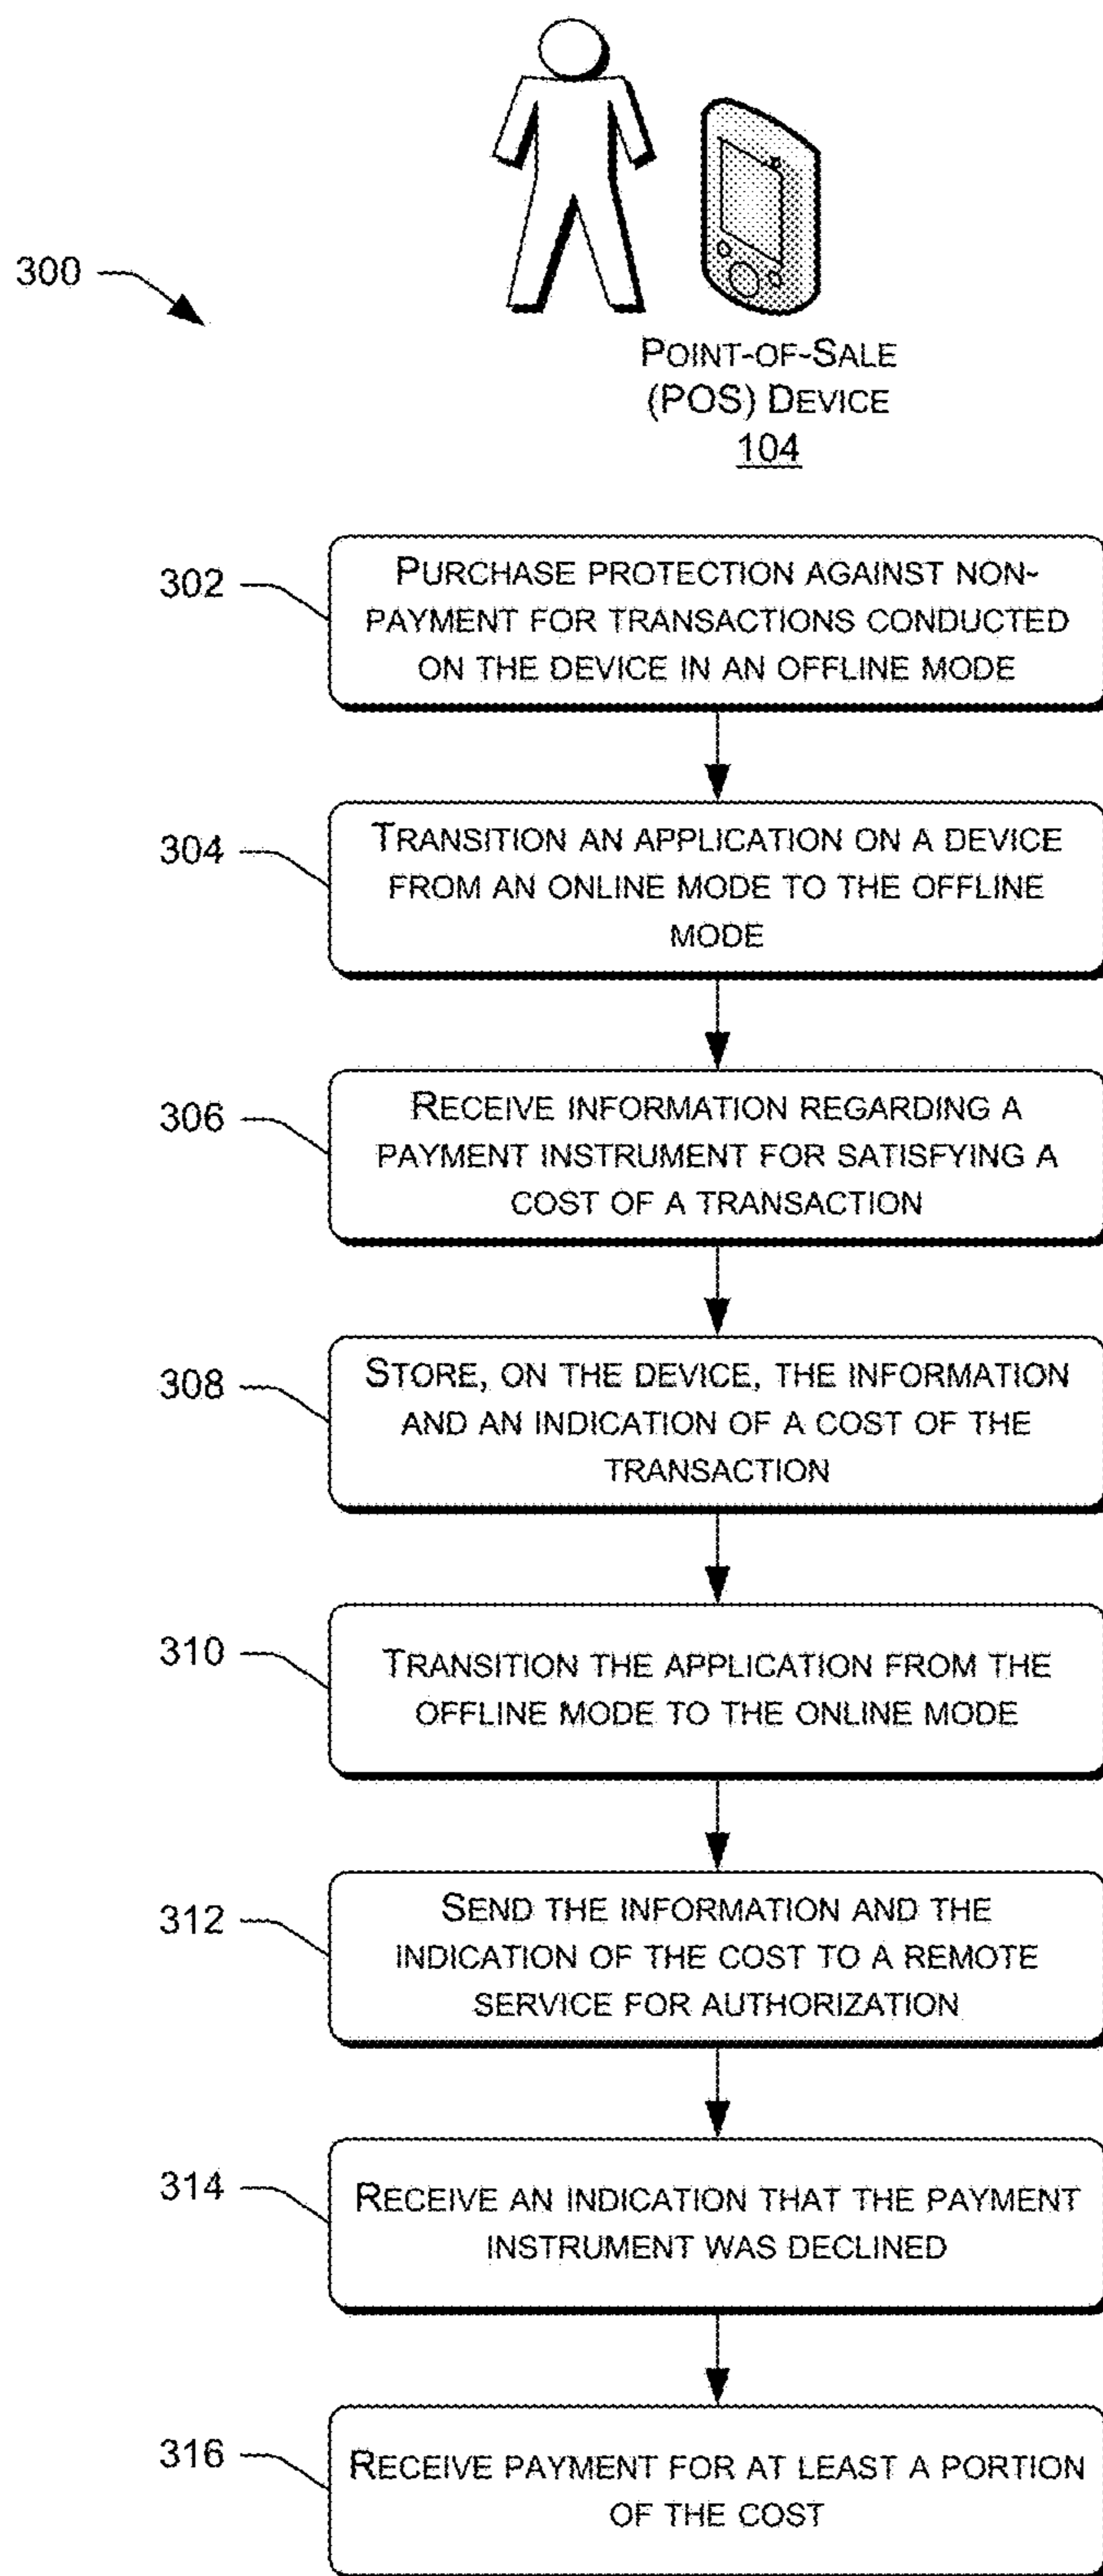 300
POINT-OF-SALE
(POS) DEVICE
104
302
PURCHASE PROTECTION AGAINST NON-
PAYMENT FOR TRANSACTIONS CONDUCTED
ON THE DEVICE IN AN OFFLINE MODE
304
TRANSITION AN APPLICATION ON A DEVICE
FROM AN ONLINE MODE TO THE OFFLINE
MODE
306
RECEIVE INFORMATION REGARDING A
PAYMENT INSTRUMENT FOR SATISFYING A
COST OF A TRANSACTION
308
STORE, ON THE DEVICE, THE INFORMATION
AND AN INDICATION OF A COST OF THE
TRANSACTION
310
TRANSITION THE APPLICATION FROM THE
OFFLINE MODE TO THE ONLINE MODE
312
SEND THE INFORMATION AND THE
INDICATION OF THE COST TO A REMOTE
SERVICE FOR AUTHORIZATION
314
RECEIVE AN INDICATION THAT THE PAYMENT
INSTRUMENT WAS DECLINED
316
RECEIVE PAYMENT FOR AT LEAST A PORTION
OF THE COST